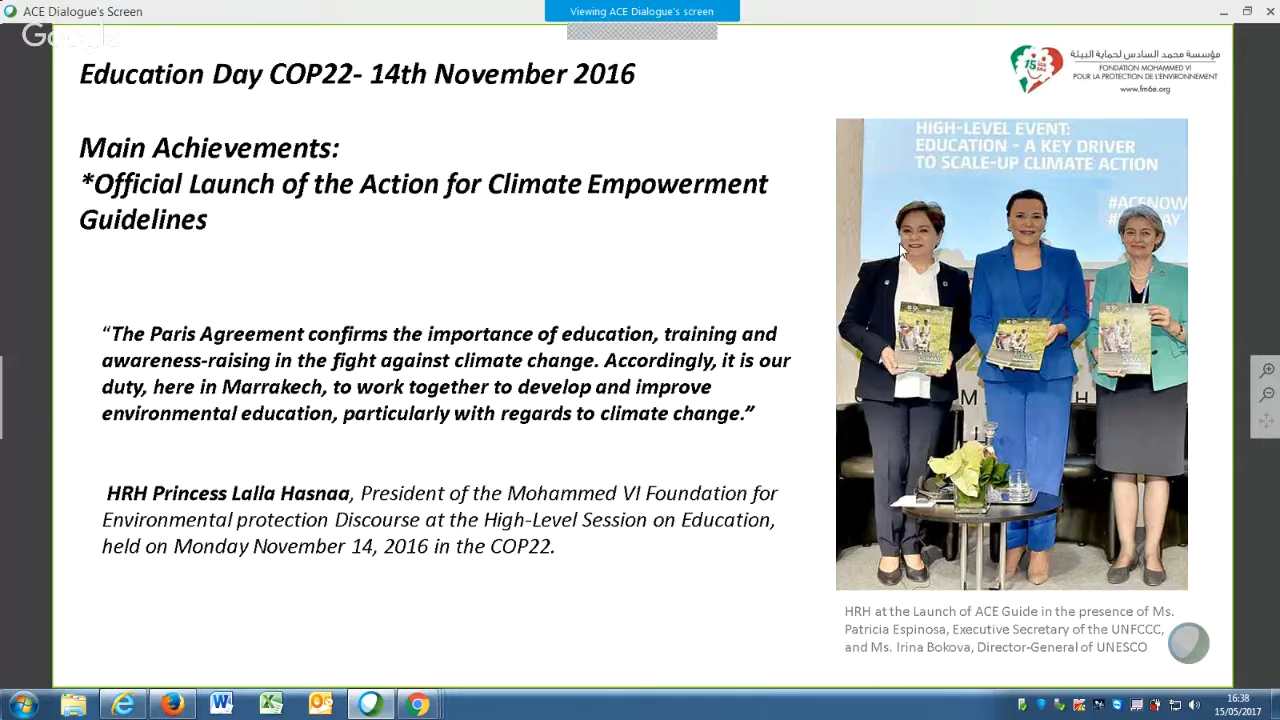 ACE Dialogue's Screen
Viewing ACE Dialogue's screen
Google
Education Day COP22- 14th November 2016
مؤسسة محمد السادس لحماية البيئة
FONDATION MOHAMMED VI
POUR LA PROTECTION DE L'ENVIRONNEMENT
www.fm6e.org
15
Main Achievements:
*Official Launch of the Action for Climate Empowerment
Guidelines
HIGH-LEVEL EVENT:
EDUCATION - A KEY DRIVER
TO SCALE-UP CLIMATE ACTION
#ACENOW
“The Paris Agreement confirms the importance of education, training and
awareness-raising in the fight against climate change. Accordingly, it is our
duty, here in Marrakech, to work together to develop and improve
environmental education, particularly with regards to climate change.”
HRH Princess Lalla Hasnaa, President of the Mohammed VI Foundation for
Environmental protection Discourse at the High-Level Session on Education,
held on Monday November 14, 2016 in the COP22.
HRH at the Launch of ACE Guide in the presence of Ms.
Patricia Espinosa, Executive Secretary of the UNFCCC,
and Ms. Irina Bokova, Director-General of UNESCO
16:38
15/05/2017